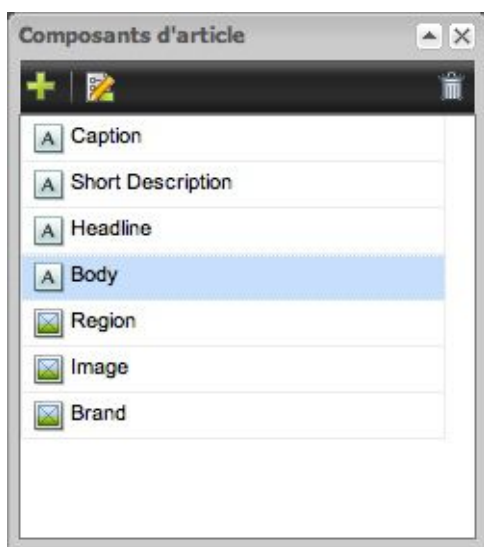 Composants d'article
Caption
Short Description
Headline
Body
Region
Image
Brand